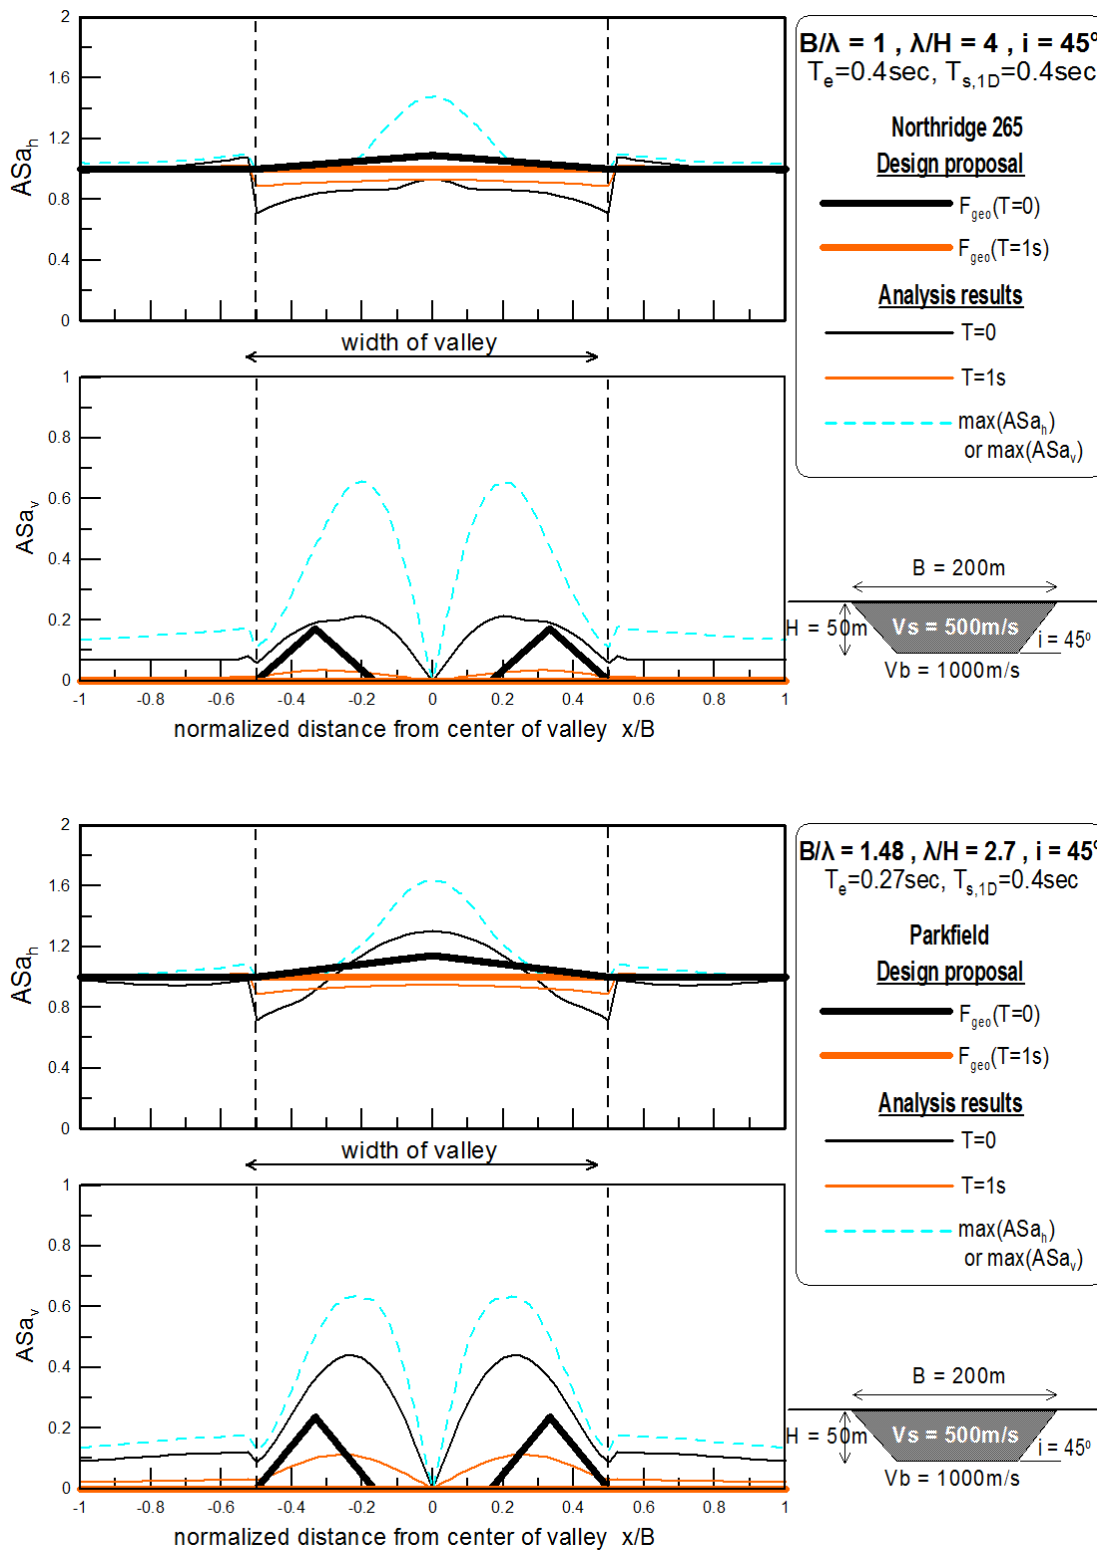 2
1.6
1.2
0.8
0.4
0
ASa_h
width of valley
1
0.8
0.6
0.4
0.2
0
ASa_v
-1 -0.8 -0.6 -0.4 -0.2 0 0.2 0.4 0.6 0.8 1
normalized distance from center of valley x/B
B/λ = 1 , λ/H = 4 , i = 45º
T_e=0.4sec, T_s,1D=0.4sec
Northridge 265
Design proposal
F_geo(T=0)
F_geo(T=1s)
Analysis results
T=0
T=1s
max(ASa_h)
or max(ASa_v)
B = 200m
H = 50m
Vs = 500m/s
i = 45º
Vb = 1000m/s
2
1.6
1.2
0.8
0.4
0
ASa_h
width of valley
1
0.8
0.6
0.4
0.2
0
ASa_v
-1 -0.8 -0.6 -0.4 -0.2 0 0.2 0.4 0.6 0.8 1
normalized distance from center of valley x/B
B/λ = 1.48 , λ/H = 2.7 , i = 45º
T_e=0.27sec, T_s,1D=0.4sec
Parkfield
Design proposal
F_geo(T=0)
F_geo(T=1s)
Analysis results
T=0
T=1s
max(ASa_h)
or max(ASa_v)
B = 200m
H = 50m
Vs = 500m/s
i = 45º
Vb = 1000m/s